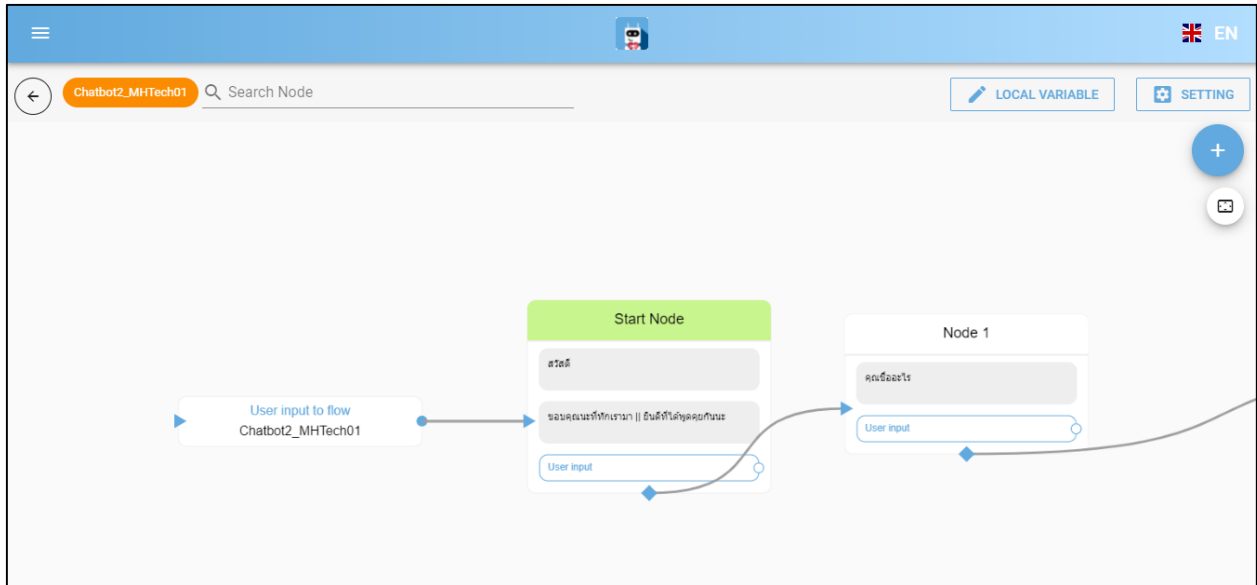 EN
Chatbot2_MHTech01
Search Node
LOCAL VARIABLE
SETTING
User input to flow
Chatbot2_MHTech01
Start Node
สวัสดี
ขอบคุณนะที่ทักเรามา || ยินดีที่ได้พูดคุยกันนะ
User input
Node 1
คุณชื่ออะไร
User input